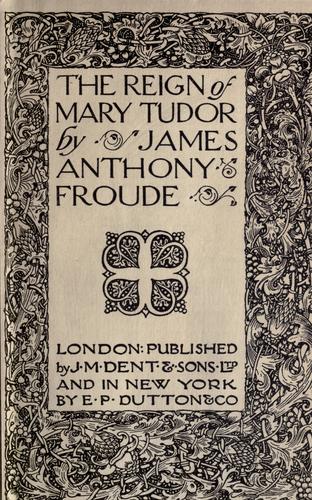 THE REIGN of
MARY TUDOR
by JAMES
ANTHONY
FROUDE
LONDON: PUBLISHED
by J. M. DENT & SONS. LTD
AND IN NEW YORK
BY E. P. DUTTON & CO